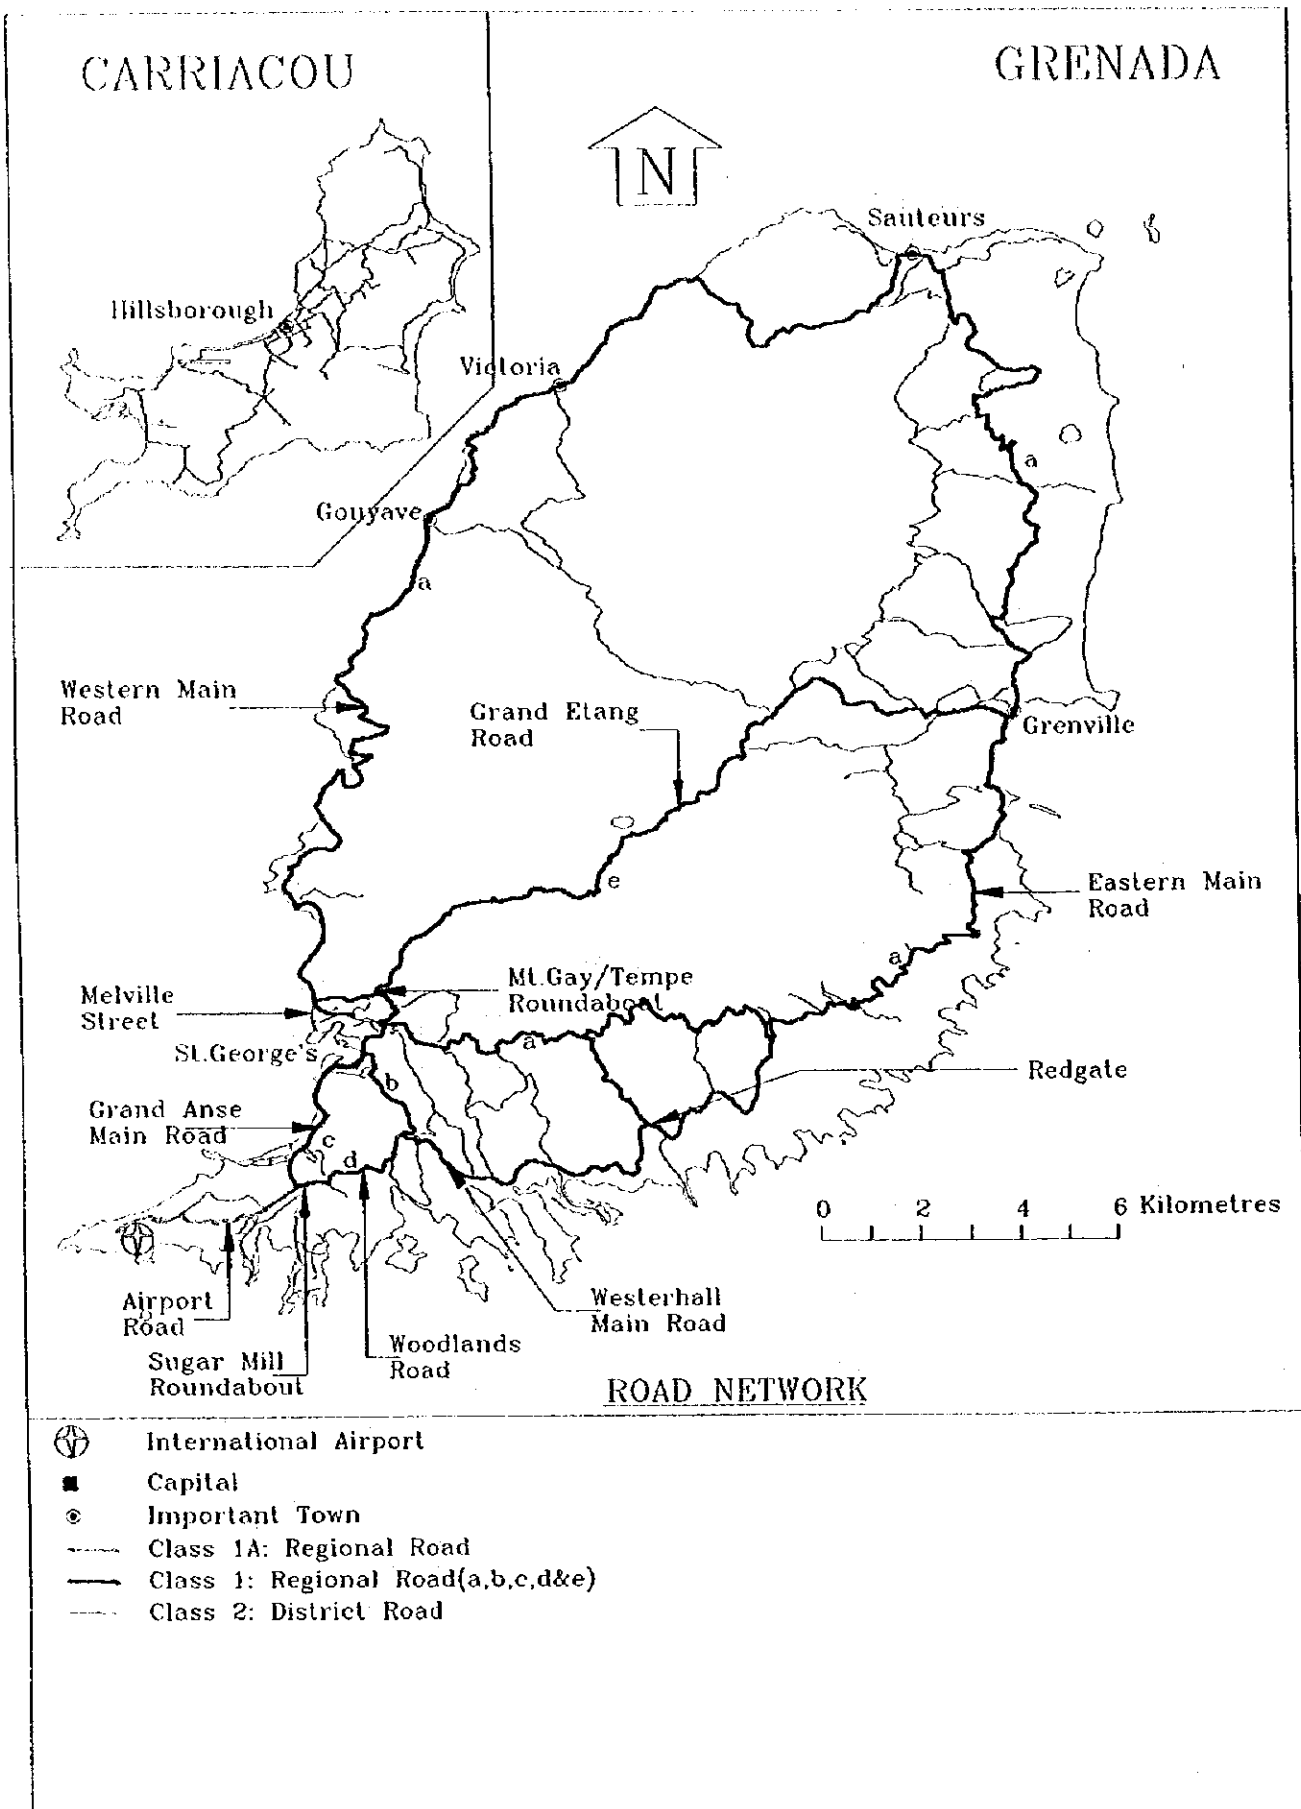 CARRIACOU
GRENADA
N
Sauteurs
Hillsborough
Victoria
a
Gouyave
a
Western Main
Road
Grand Etang
Road
Grenville
e
Eastern Main
Road
a
Mt.Gay/Tempe
Roundabout
Melville
Street
St.George's
a
b
Redgate
Grand Anse
Main Road
c
d
0 2 4 6 Kilometres
Airport
Road
Westerhall
Main Road
Woodlands
Road
Sugar Mill
Roundabout
ROAD NETWORK
International Airport
Capital
Important Town
Class 1A: Regional Road
Class 1: Regional Road(a,b,c,d&e)
Class 2: District Road